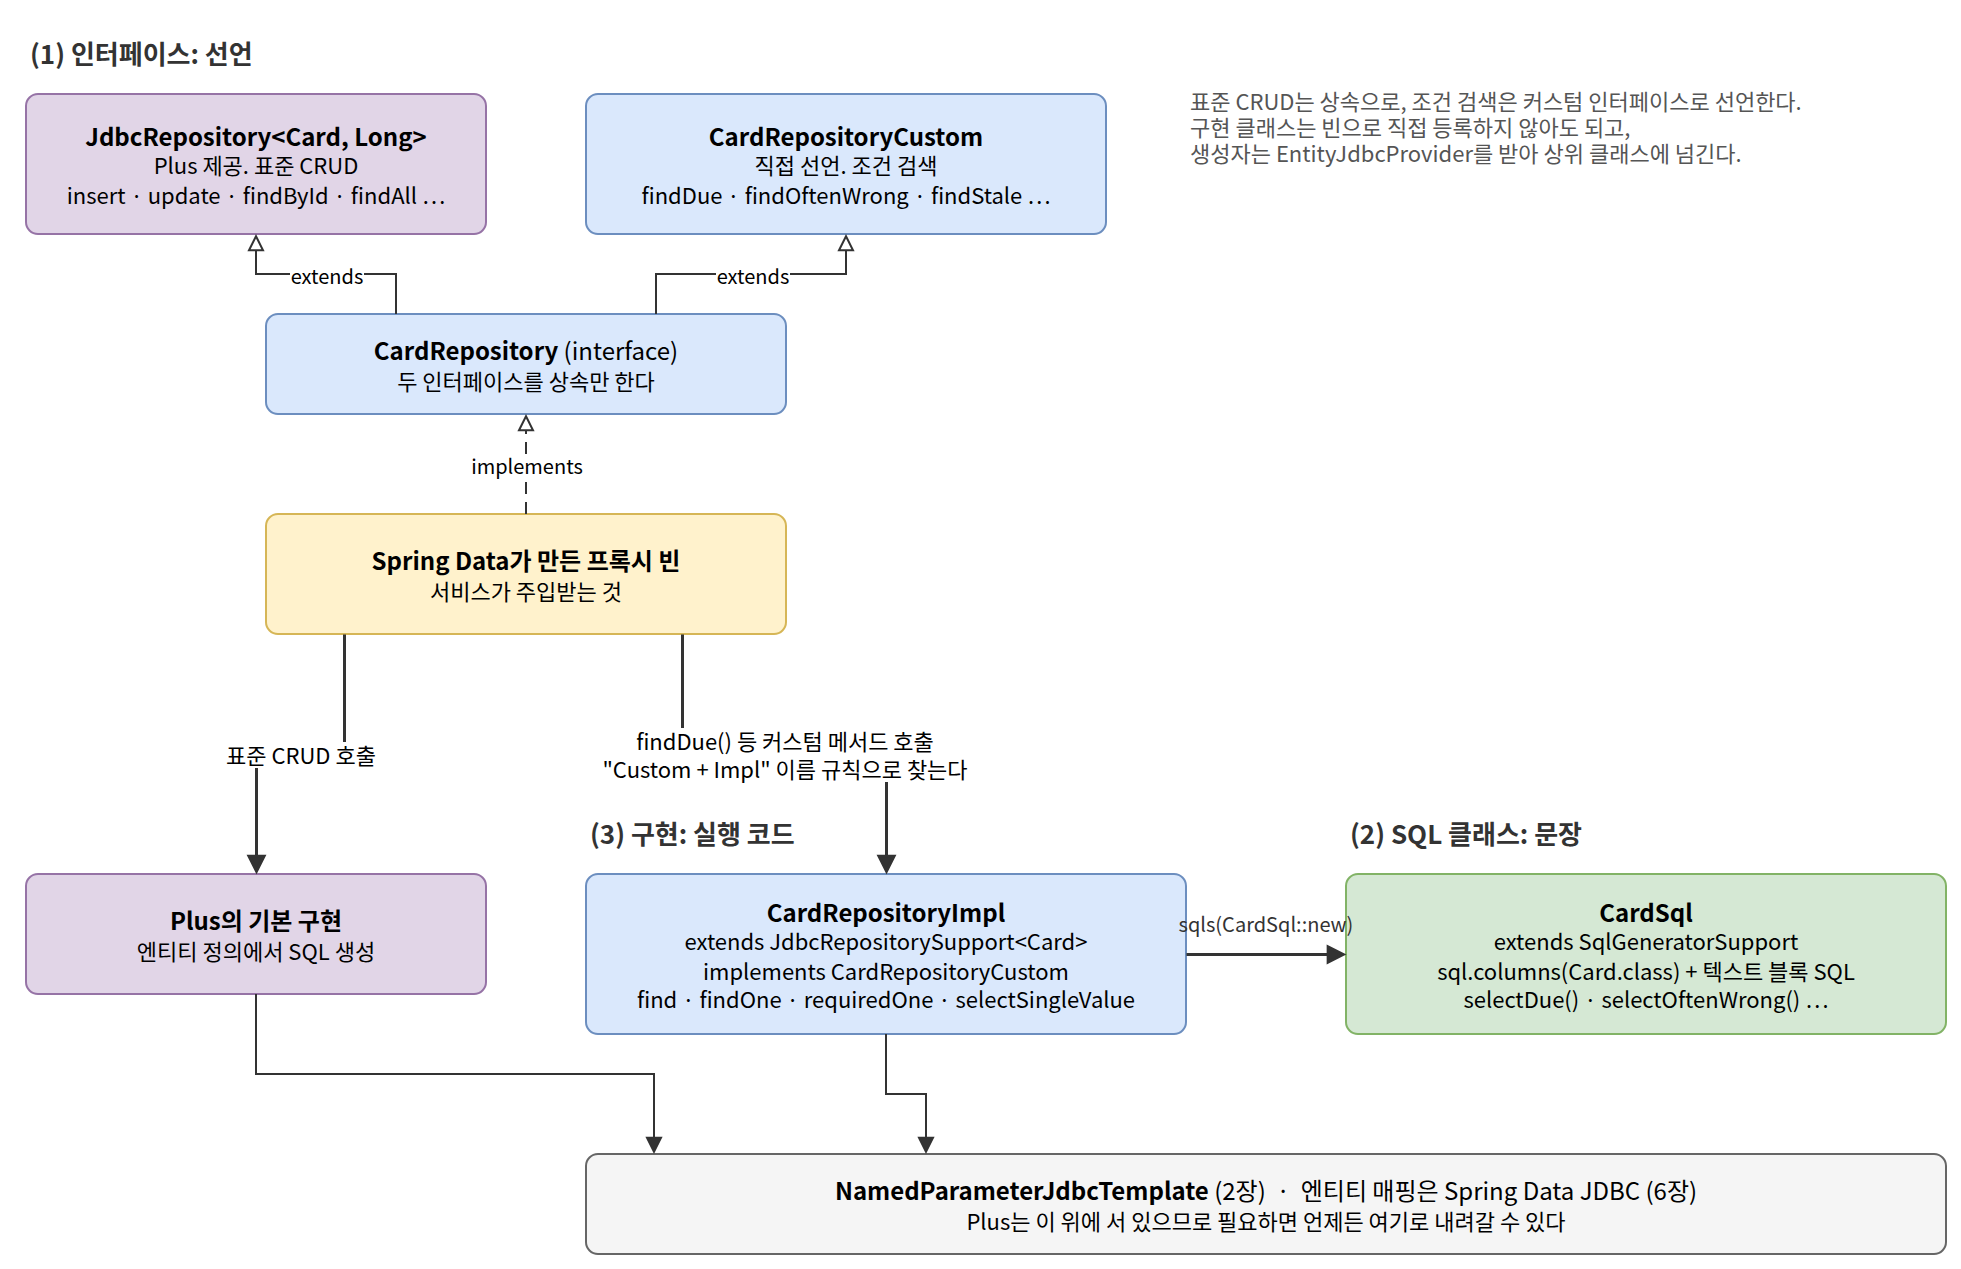 (1) 인터페이스: 선언
JdbcRepository<Card, Long>
Plus 제공. 표준 CRUD
insert · update · findById · findAll …
CardRepositoryCustom
직접 선언. 조건 검색
findDue · findOftenWrong · findStale …
표준 CRUD는 상속으로, 조건 검색은 커스텀 인터페이스로 선언한다.
구현 클래스는 빈으로 직접 등록하지 않아도 되고,
생성자는 EntityJdbcProvider를 받아 상위 클래스에 넘긴다.
extends
extends
CardRepository (interface)
두 인터페이스를 상속만 한다
implements
Spring Data가 만든 프록시 빈
서비스가 주입받는 것
표준 CRUD 호출
findDue() 등 커스텀 메서드 호출
"Custom + Impl" 이름 규칙으로 찾는다
(3) 구현: 실행 코드
(2) SQL 클래스: 문장
Plus의 기본 구현
엔티티 정의에서 SQL 생성
CardRepositoryImpl
extends JdbcRepositorySupport<Card>
implements CardRepositoryCustom
find · findOne · requiredOne · selectSingleValue
sqls(CardSql::new)
CardSql
extends SqlGeneratorSupport
sql.columns(Card.class) + 텍스트 블록 SQL
selectDue() · selectOftenWrong() …
NamedParameterJdbcTemplate (2장) · 엔티티 매핑은 Spring Data JDBC (6장)
Plus는 이 위에 서 있으므로 필요하면 언제든 여기로 내려갈 수 있다